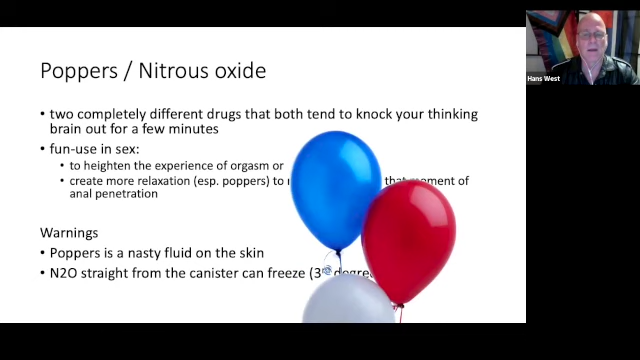 Poppers / Nitrous oxide
Hans West
• two completely different drugs that both tend to knock your thinking
brain out for a few minutes
• fun-use in sex:
• to heighten the experience of orgasm or
• create more relaxation (esp. poppers) to that moment of
anal penetration
Warnings
• Poppers is a nasty fluid on the skin
• N2O straight from the canister can freeze (3rd degree